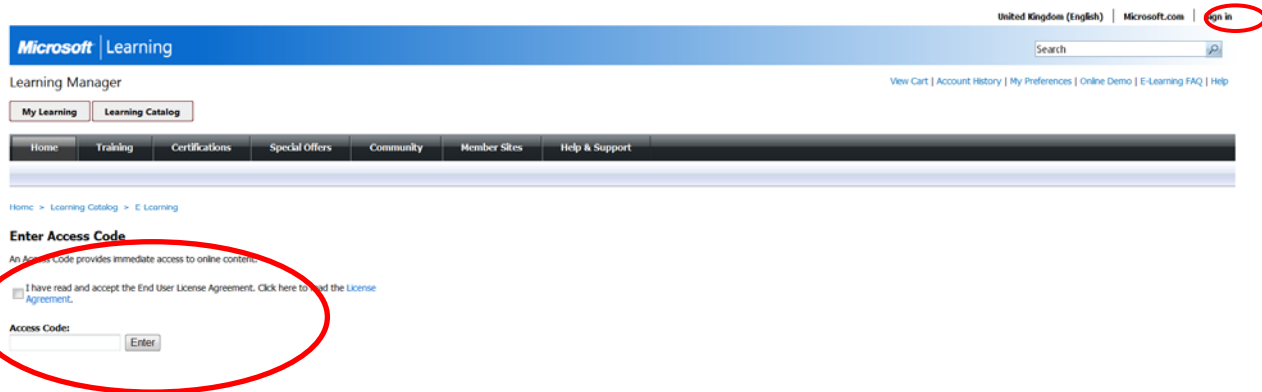 United Kingdom (English) | Microsoft.com | Sign in
Microsoft | Learning
Search
Learning Manager
View Cart | Account History | My Preferences | Online Demo | E-Learning FAQ | Help
My Learning Learning Catalog
Home Training Certifications Special Offers Community Member Sites Help & Support
Home > Learning Catalog > E-Learning
Enter Access Code
An Access Code provides immediate access to online content.
I have read and accept the End User License Agreement. Click here to read the License
Agreement.
Access Code:
Enter